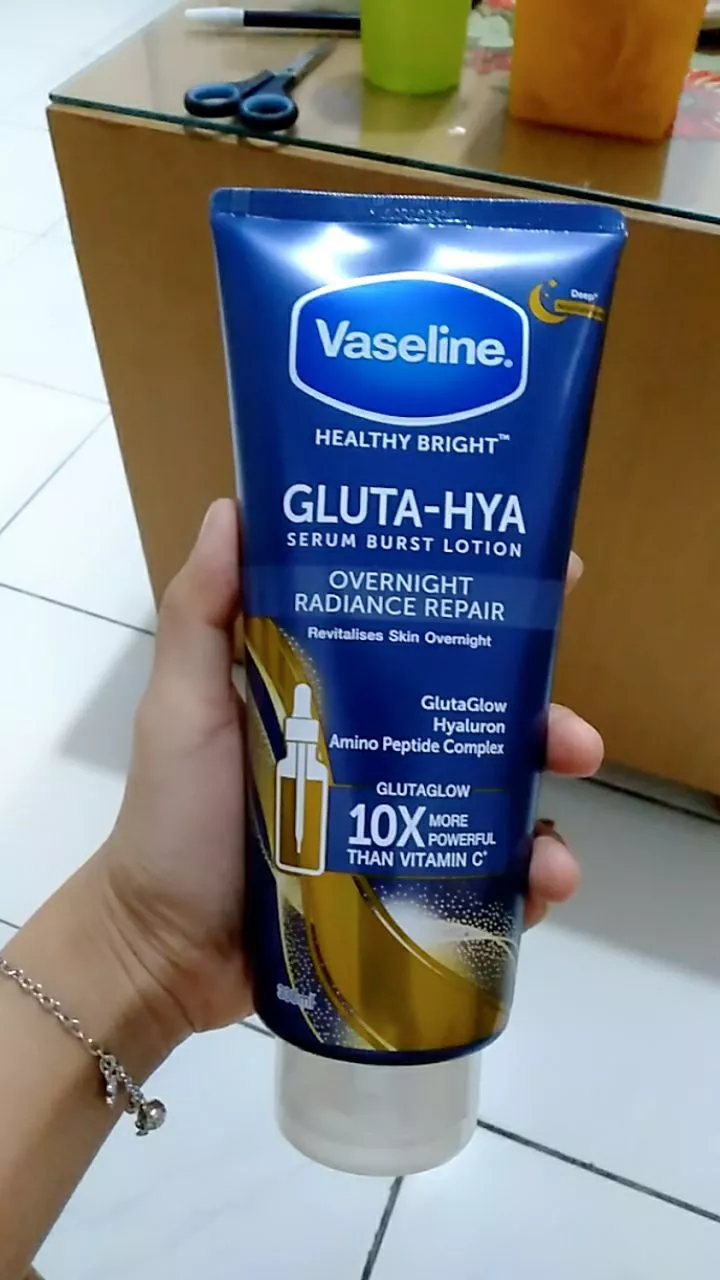 Deep
Vaseline.
HEALTHY BRIGHT™
GLUTA-HYA
SERUM BURST LOTION
OVERNIGHT
RADIANCE REPAIR
Revitalises Skin Overnight
GlutaGlow
Hyaluron
Amino Peptide Complex
GLUTAGLOW
10X MORE
POWERFUL
THAN VITAMIN C*